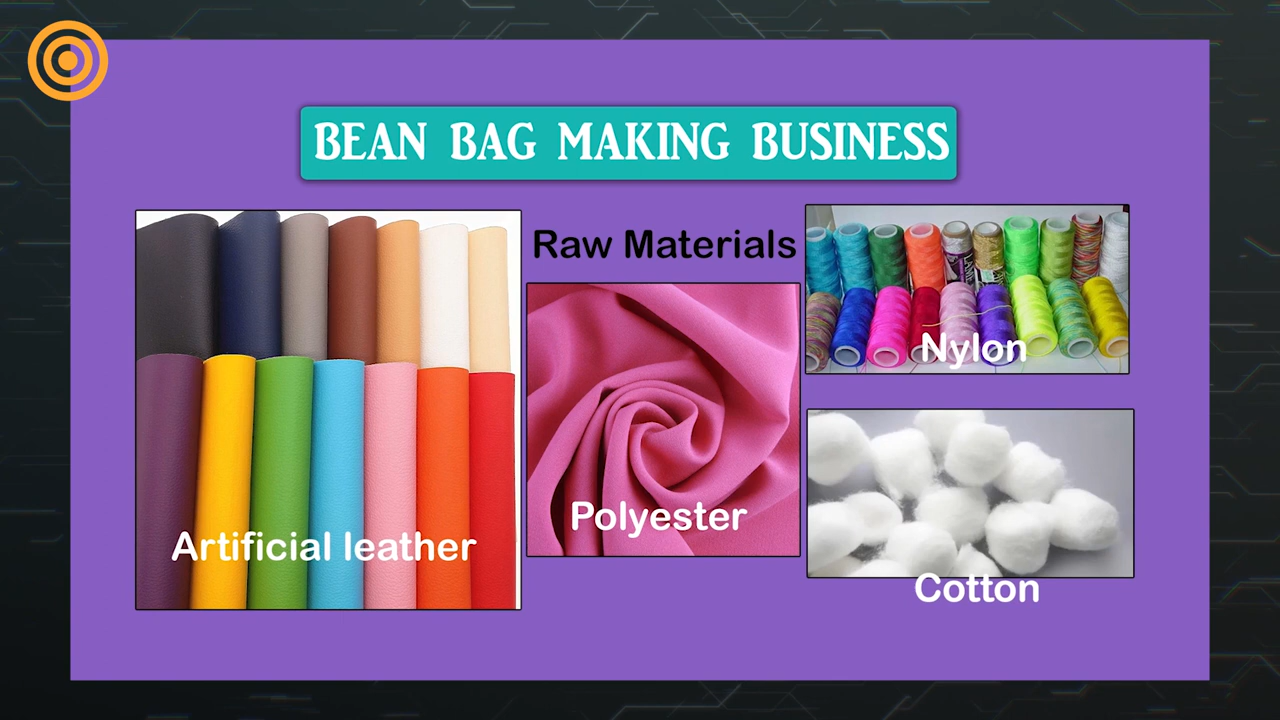 BEAN BAG MAKING BUSINESS
Raw Materials
Artificial leather
Polyester
Nylon
Cotton